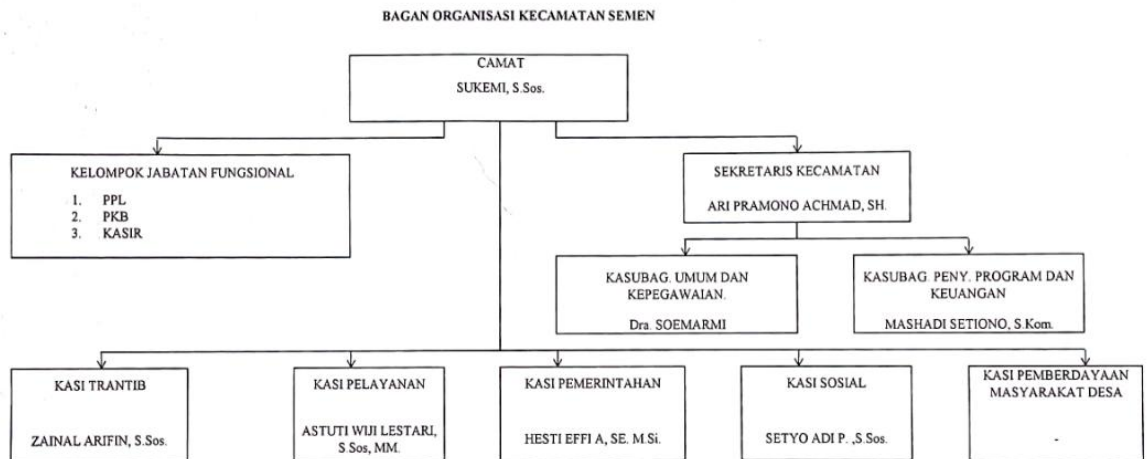 BAGAN ORGANISASI KECAMATAN SEMEN
CAMAT
SUKEMI, S.Sos.
KELOMPOK JABATAN FUNGSIONAL
1. PPL
2. PKB
3. KASIR
SEKRETARIS KECAMATAN
ARI PRAMONO ACHMAD, SH.
KASUBAG. UMUM DAN
KEPEGAWAIAN.
Dra. SOEMARMI
KASUBAG. PENY. PROGRAM DAN
KEUANGAN
MASHADI SETIONO, S.Kom.
KASI TRANTIB
ZAINAL ARIFIN, S.Sos.
KASI PELAYANAN
ASTUTI WIJI LESTARI,
S.Sos, MM.
KASI PEMERINTAHAN
HESTI EFFI A, SE. M.Si.
KASI SOSIAL
SETYO ADI P. ,S.Sos.
KASI PEMBERDAYAAN
MASYARAKAT DESA
-